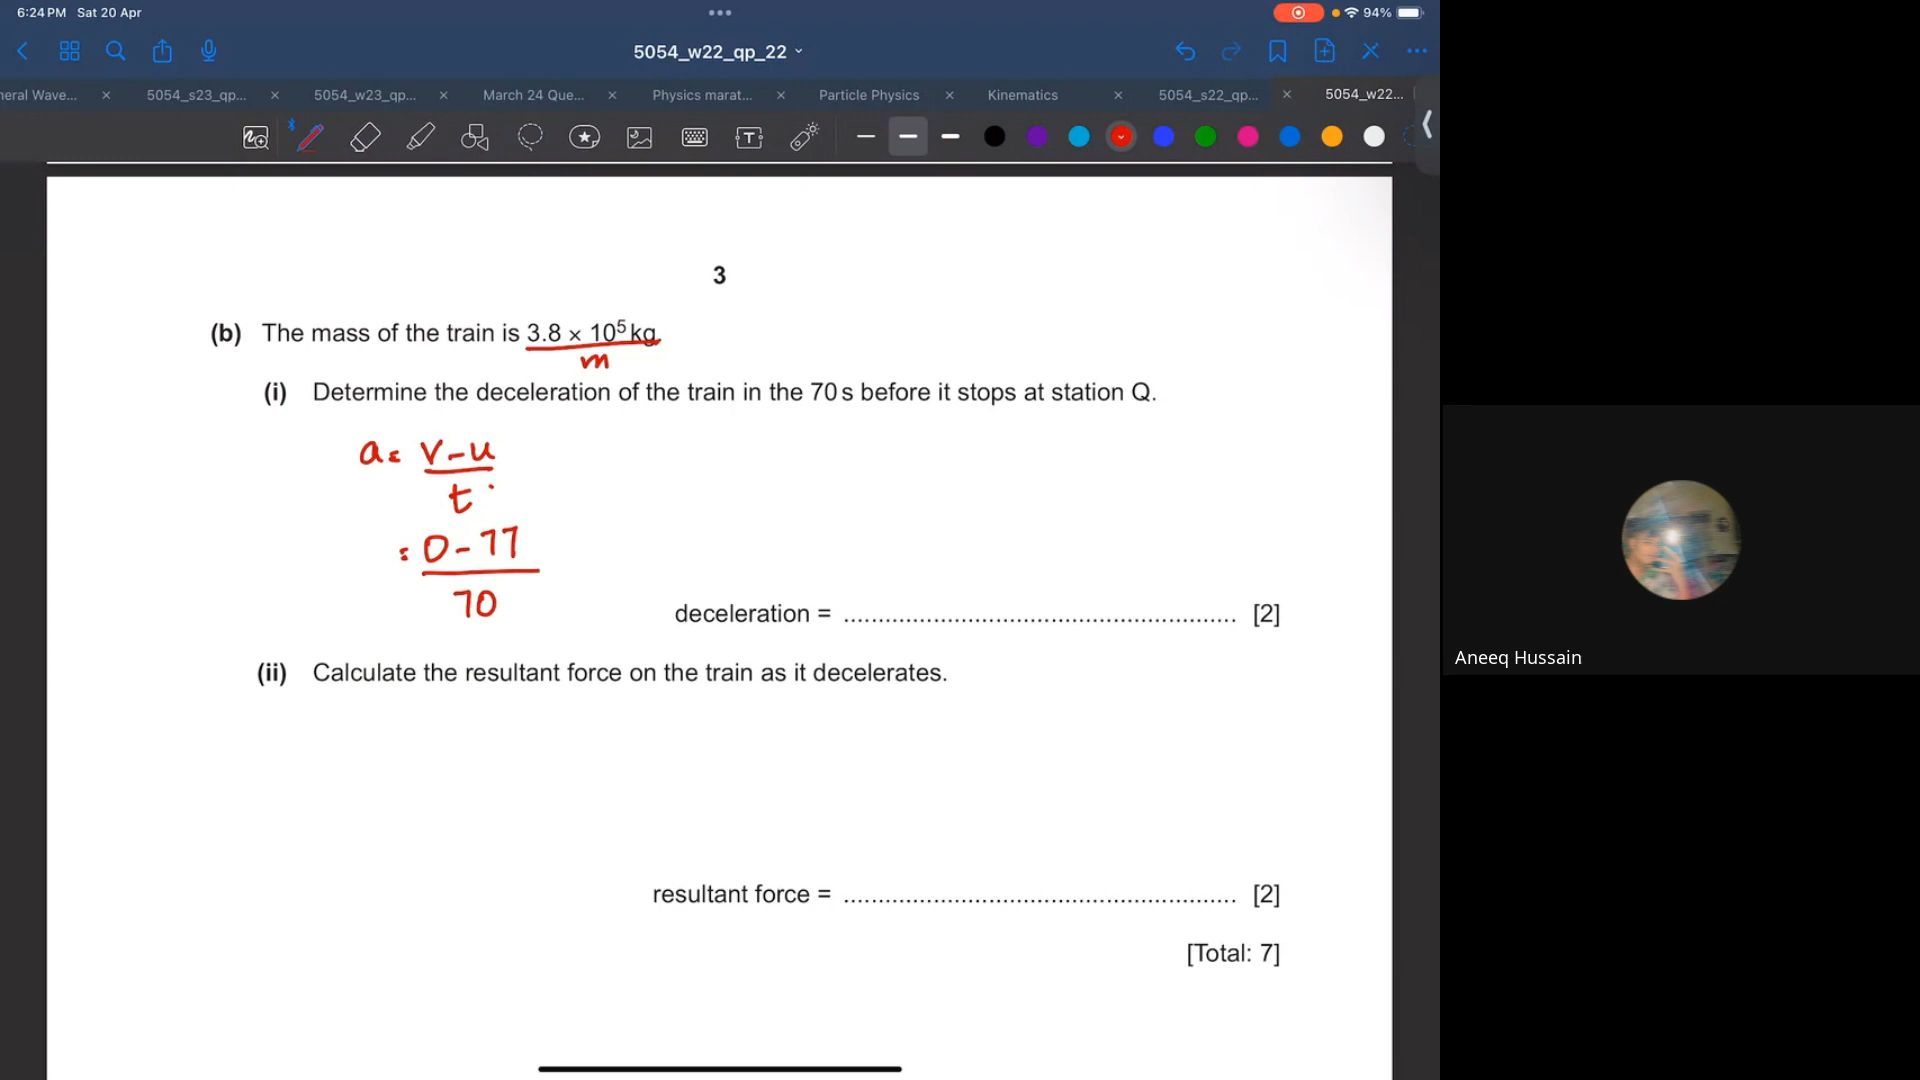 6:24 PM Sat 20 Apr
94%
5054_w22_qp_22
neral Wave...
5054_s23_qp...
5054_w23_qp...
March 24 Que...
Physics marat...
Particle Physics
Kinematics
5054_s22_qp...
5054_w22...
3
(b) The mass of the train is 3.8 × 10⁵ kg.
m
(i) Determine the deceleration of the train in the 70 s before it stops at station Q.
a = v - u
t
= 0 - 77
70
deceleration = .......................................................... [2]
(ii) Calculate the resultant force on the train as it decelerates.
resultant force = .......................................................... [2]
[Total: 7]
Aneeq Hussain